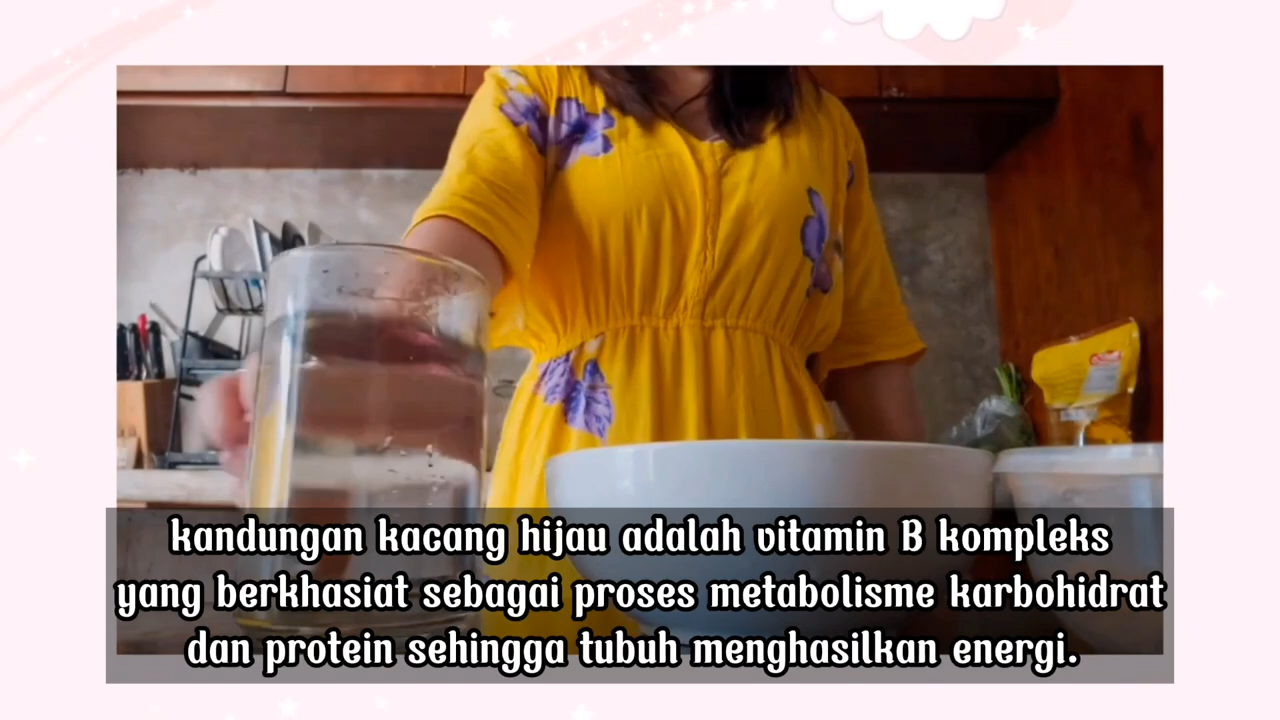 kandungan kacang hijau adalah vitamin B kompleks
yang berkhasiat sebagai proses metabolisme karbohidrat
dan protein sehingga tubuh menghasilkan energi.